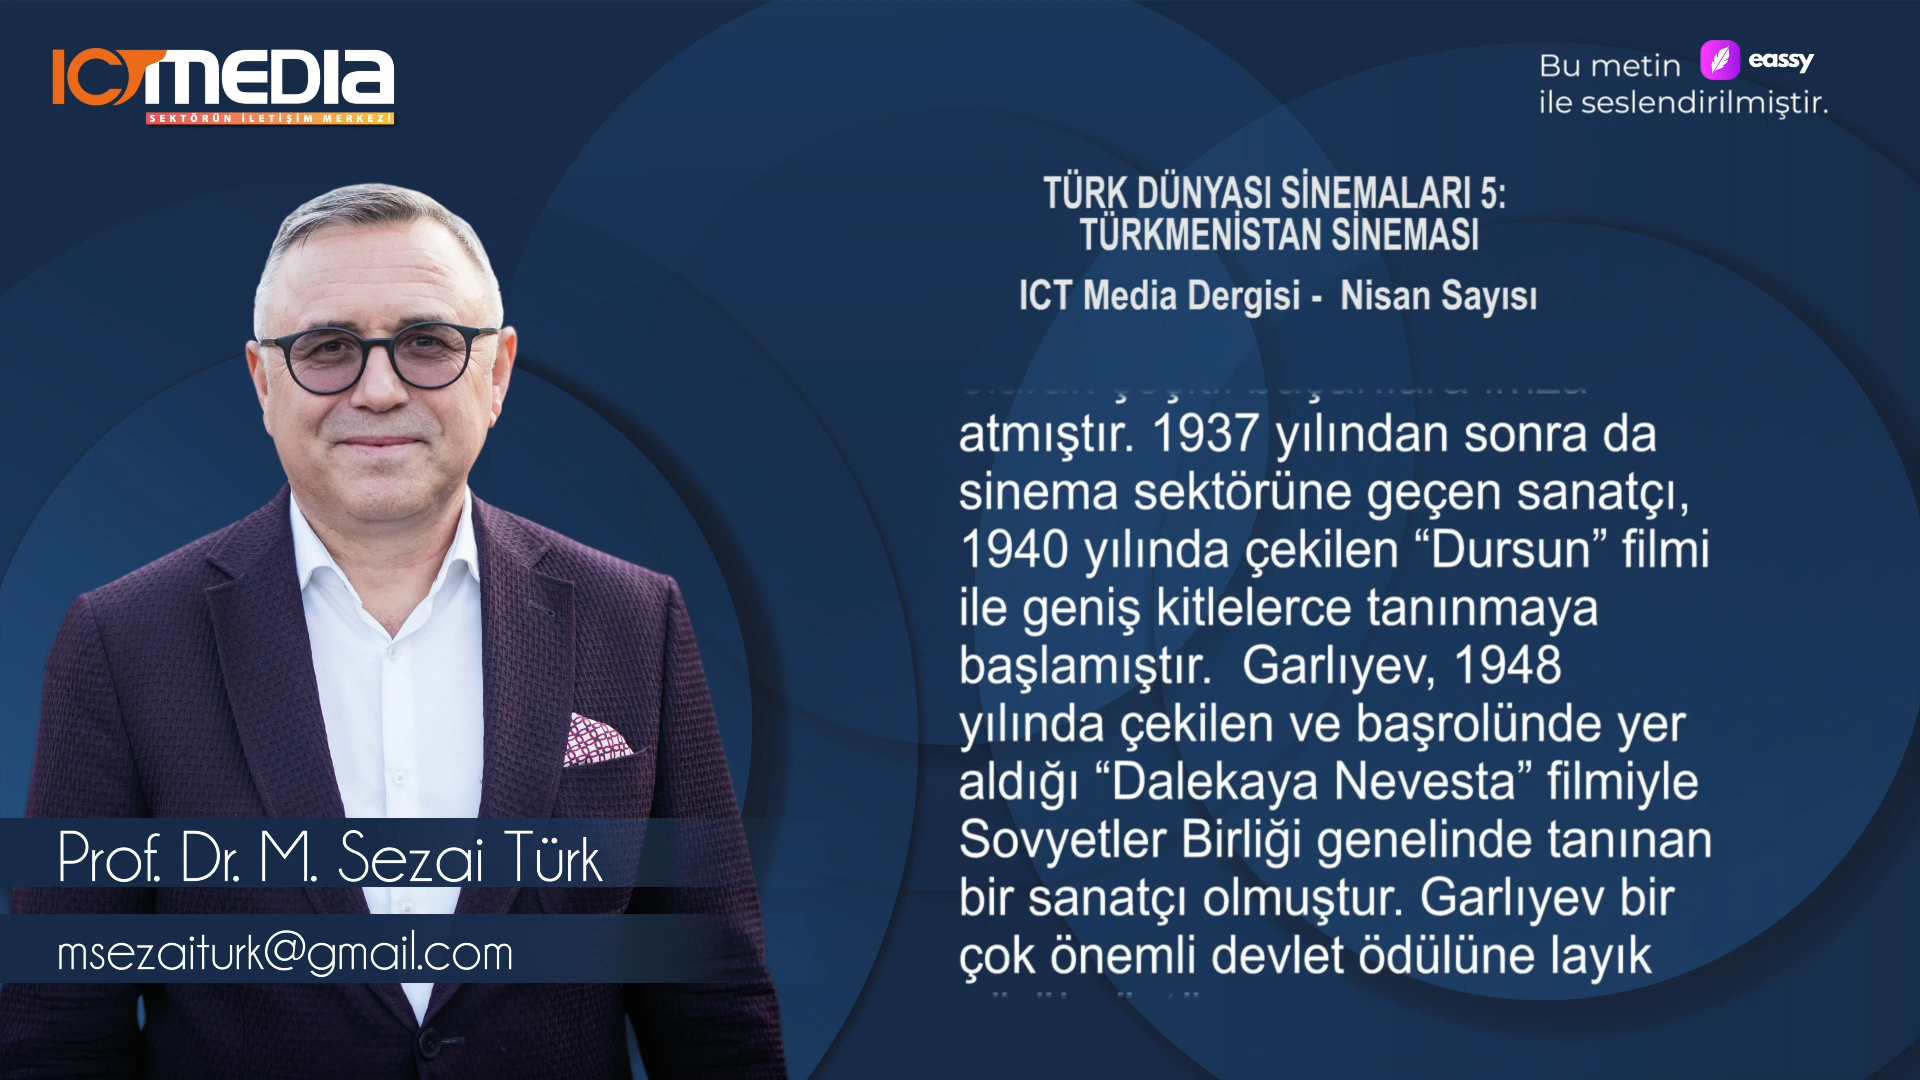 ICTMEDIA
SEKTÖRÜN İLETİŞİM MERKEZİ
Bu metin eassy
ile seslendirilmiştir.
TÜRK DÜNYASI SİNEMALARI 5:
TÜRKMENİSTAN SİNEMASI
ICT Media Dergisi - Nisan Sayısı
atmıştır. 1937 yılından sonra da
sinema sektörüne geçen sanatçı,
1940 yılında çekilen “Dursun” filmi
ile geniş kitlelerce tanınmaya
başlamıştır. Garlıyev, 1948
yılında çekilen ve başrolünde yer
aldığı “Dalekaya Nevesta” filmiyle
Sovyetler Birliği genelinde tanınan
bir sanatçı olmuştur. Garlıyev bir
çok önemli devlet ödülüne layık
Prof. Dr. M. Sezai Türk
msezaiturk@gmail.com